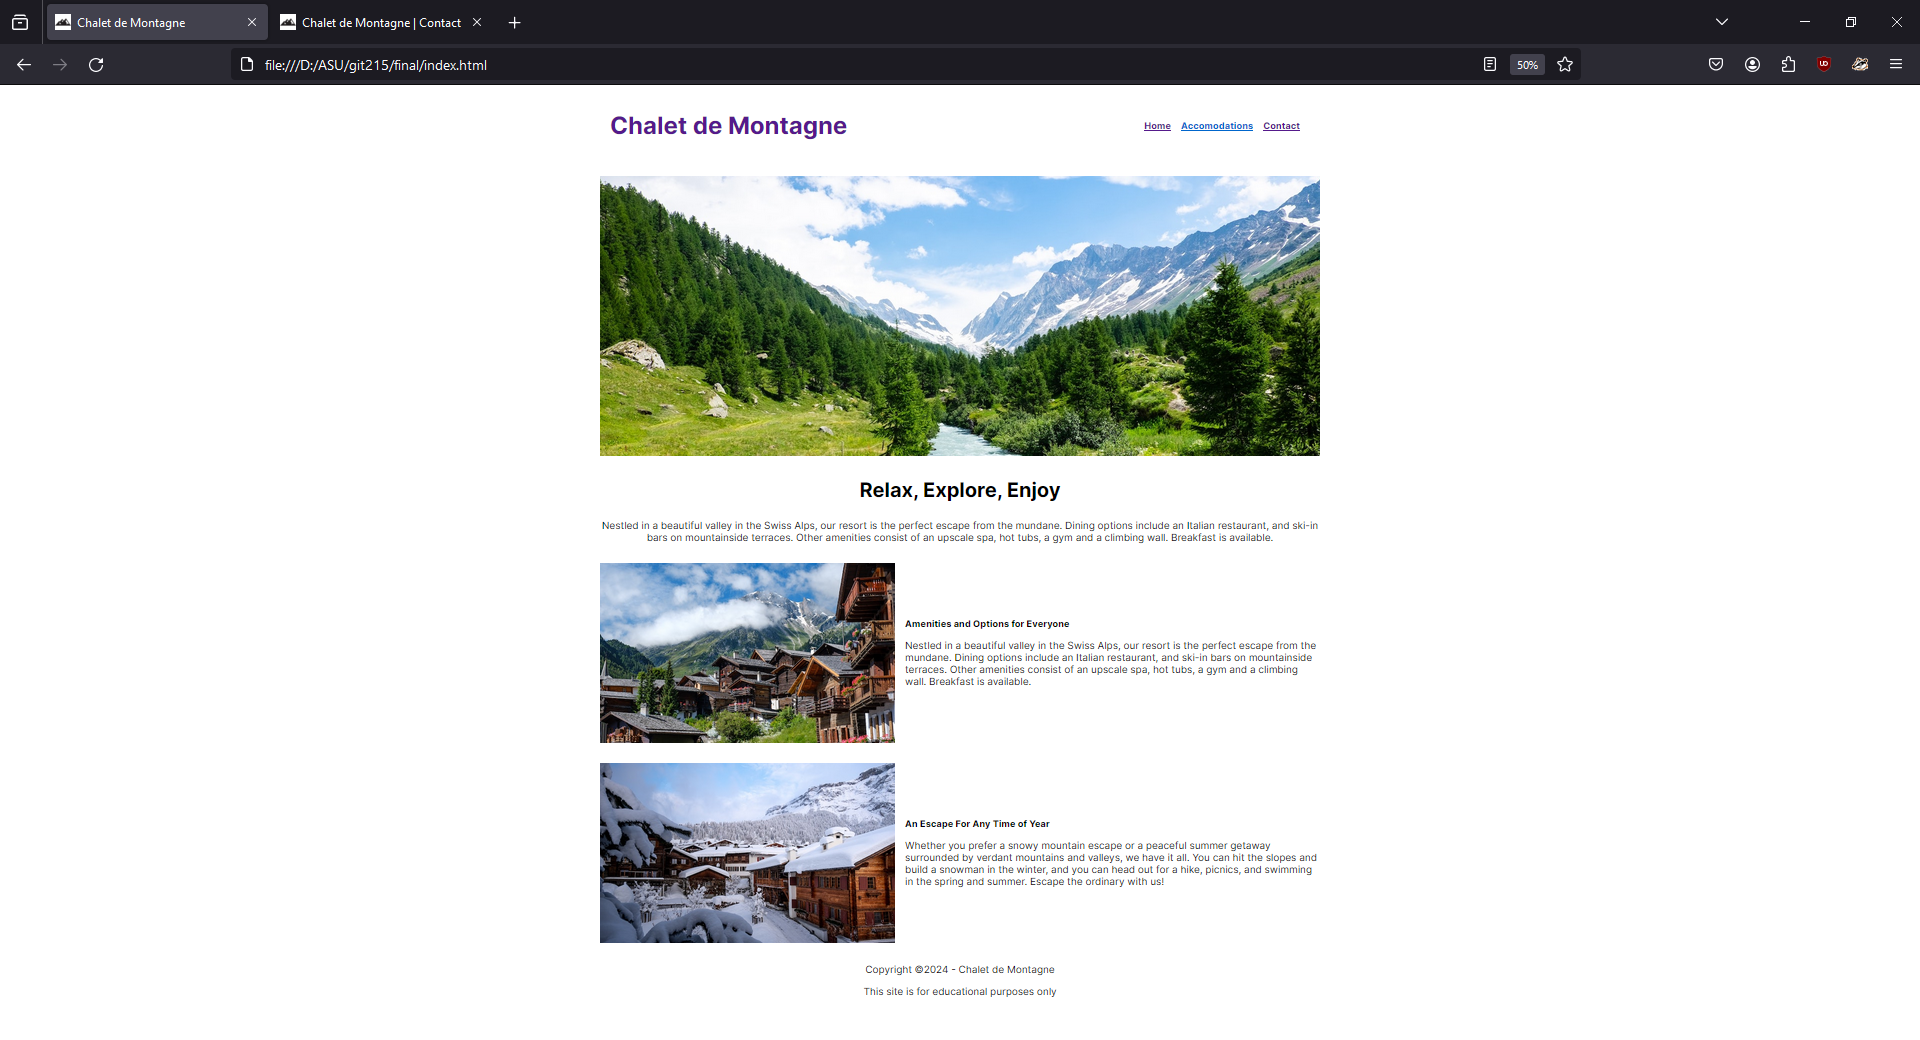 Chalet de Montagne
Chalet de Montagne | Contact
file:///D:/ASU/git215/final/index.html
50%
Chalet de Montagne
Home Accomodations Contact
Relax, Explore, Enjoy
Nestled in a beautiful valley in the Swiss Alps, our resort is the perfect escape from the mundane. Dining options include an Italian restaurant, and ski-in
bars on mountainside terraces. Other amenities consist of an upscale spa, hot tubs, a gym and a climbing wall. Breakfast is available.
Amenities and Options for Everyone
Nestled in a beautiful valley in the Swiss Alps, our resort is the perfect escape from the
mundane. Dining options include an Italian restaurant, and ski-in bars on mountainside
terraces. Other amenities consist of an upscale spa, hot tubs, a gym and a climbing
wall. Breakfast is available.
An Escape For Any Time of Year
Whether you prefer a snowy mountain escape or a peaceful summer getaway
surrounded by verdant mountains and valleys, we have it all. You can hit the slopes and
build a snowman in the winter, and you can head out for a hike, picnics, and swimming
in the spring and summer. Escape the ordinary with us!
Copyright ©2024 - Chalet de Montagne
This site is for educational purposes only